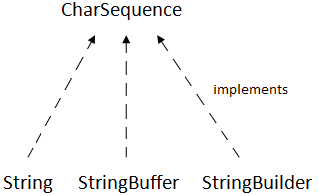 CharSequence
implements
String StringBuffer StringBuilder